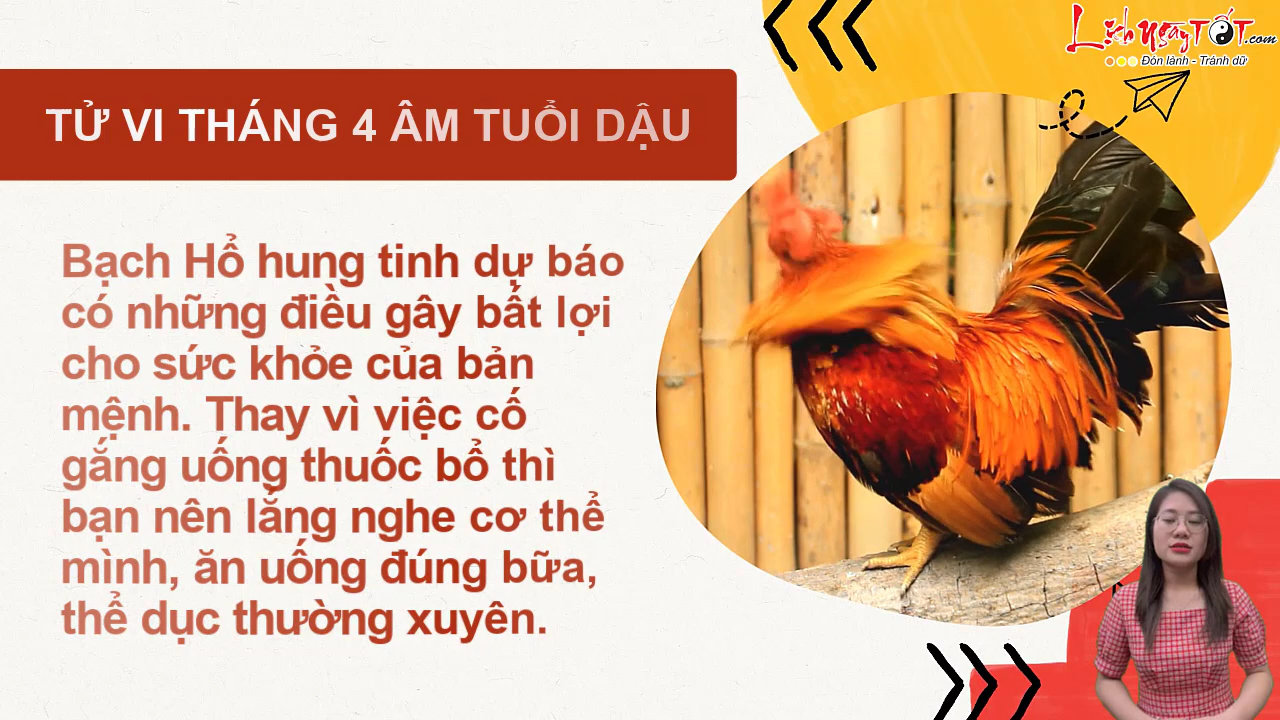 LịchngàyTỐT.com
Đón lành - Tránh dữ
TỬ VI THÁNG 4 ÂM TUỔI DẬU
Bạch Hổ hung tinh dự báo
có những điều gây bất lợi
cho sức khỏe của bản
mệnh. Thay vì việc cố
gắng uống thuốc bổ thì
bạn nên lắng nghe cơ thể
mình, ăn uống đúng bữa,
thể dục thường xuyên.